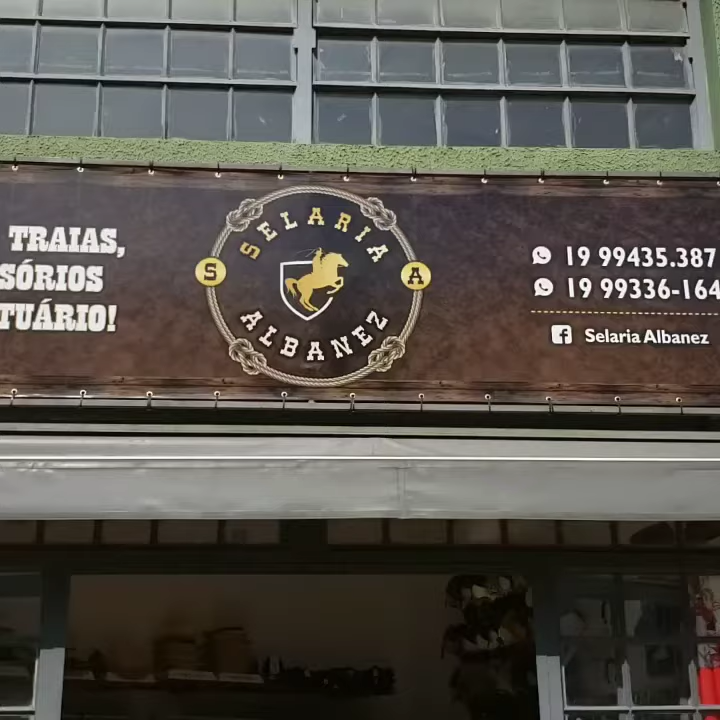 TRAIAS,
SÓRIOS
TUÁRIO!
SELARIA
S
A
ALBANEZ
19 99435.387
19 99336-164
Selaria Albanez